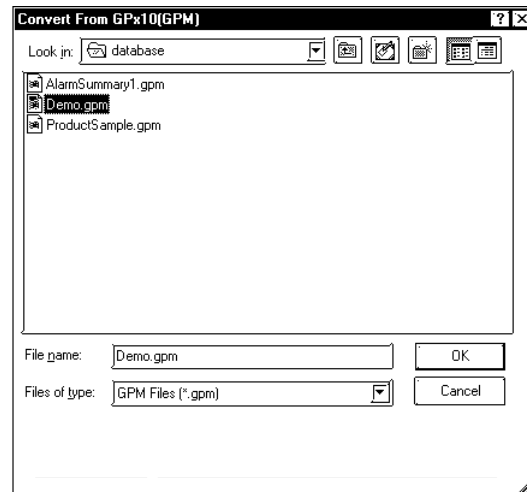 Convert From GPx10(GPM)
Look in: database
AlarmSummary1.gpm
Demo.gpm
ProductSample.gpm
File name: Demo.gpm OK
Files of type: GPM Files (*.gpm) Cancel